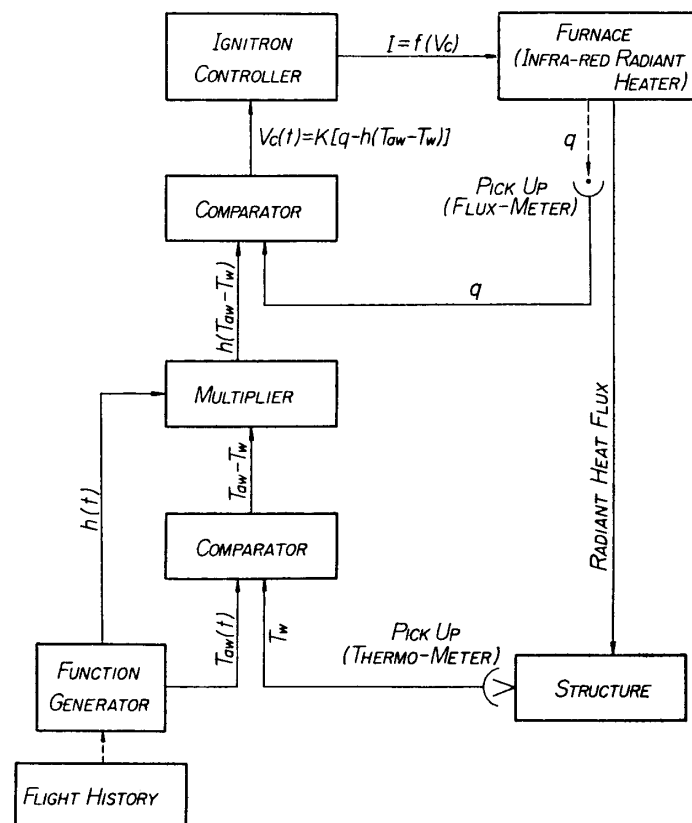 IGNITRON
CONTROLLER
I=f(Vc)
FURNACE
(INFRA-RED RADIANT
HEATER)
Vc(t)=K[q-h(Taw-Tw)]
q
PICK UP
(FLUX-METER)
COMPARATOR
q
h(Taw-Tw)
MULTIPLIER
Taw-Tw
h(t)
RADIANT HEAT FLUX
COMPARATOR
Taw(t)
Tw
PICK UP
(THERMO-METER)
FUNCTION
GENERATOR
STRUCTURE
FLIGHT HISTORY